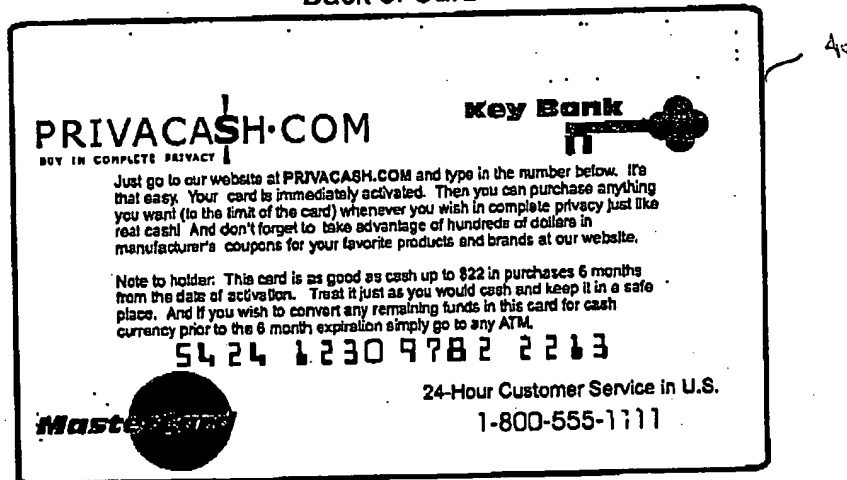 Back of Card
PRIVACA$H·COM
BUY IN COMPLETE PRIVACY
Key Bank
Just go to our website at PRIVACASH.COM and type in the number below. It's
that easy. Your card is immediately activated. Then you can purchase anything
you want (to the limit of the card) whenever you wish in complete privacy just like
real cash! And don't forget to take advantage of hundreds of dollars in
manufacturer's coupons for your favorite products and brands at our website.
Note to holder: This card is as good as cash up to $22 in purchases 6 months
from the date of activation. Treat it just as you would cash and keep it in a safe
place. And if you wish to convert any remaining funds in this card for cash
currency prior to the 6 month expiration simply go to any ATM.
5424 1230 9782 2213
MasterCard
24-Hour Customer Service in U.S.
1-800-555-1111